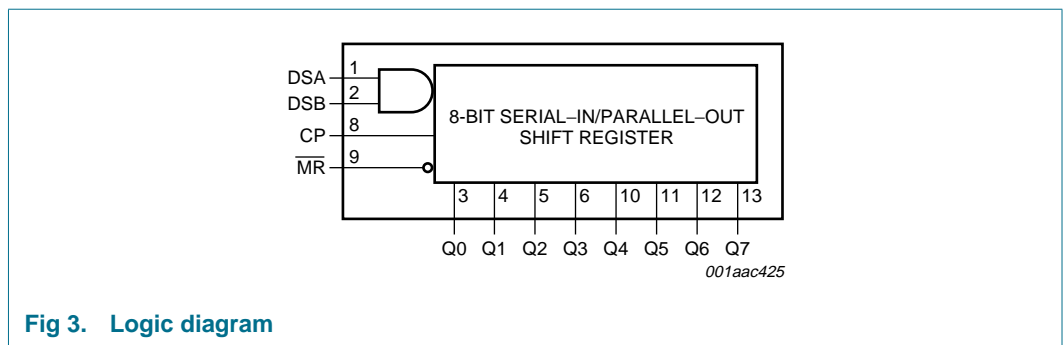 DSA 1
DSB 2
CP 8
MR 9
8-BIT SERIAL–IN/PARALLEL–OUT
SHIFT REGISTER
3 4 5 6 10 11 12 13
Q0 Q1 Q2 Q3 Q4 Q5 Q6 Q7
001aac425
Fig 3. Logic diagram